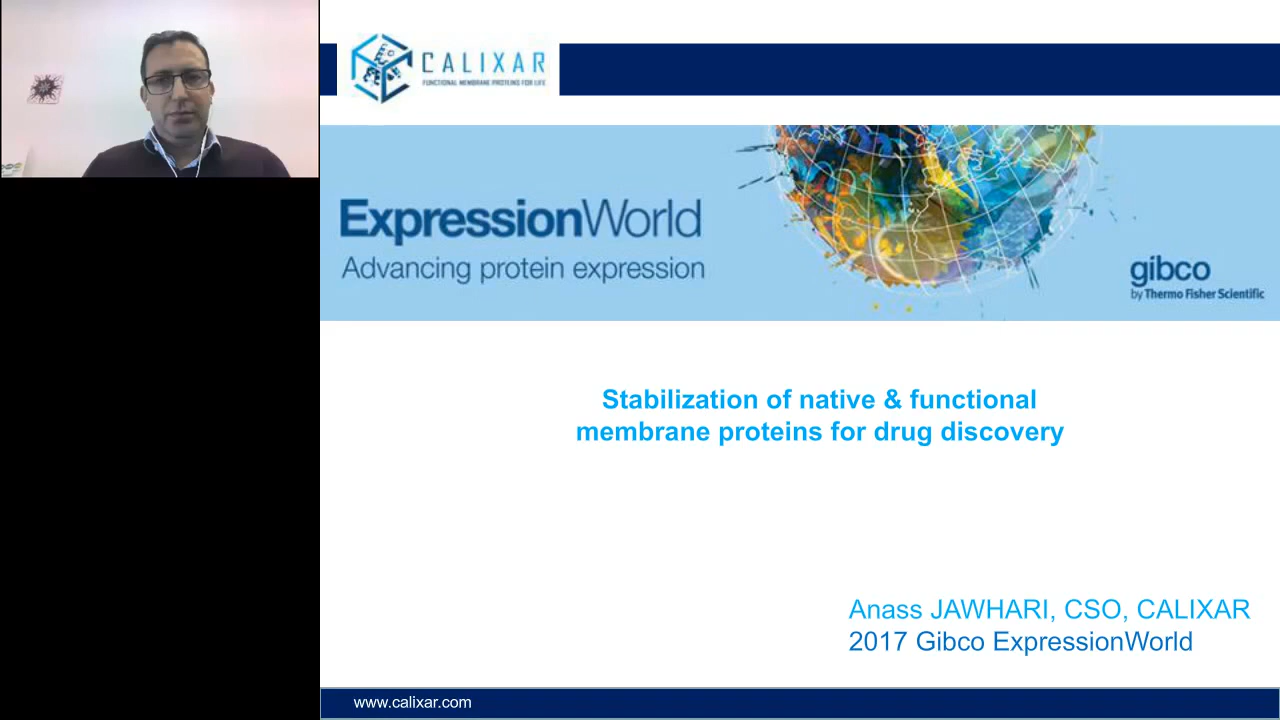 CALIXAR
FUNCTIONAL MEMBRANE PROTEINS FOR LIFE
ExpressionWorld
Advancing protein expression
gibco
by Thermo Fisher Scientific
Stabilization of native & functional
membrane proteins for drug discovery
Anass JAWHARI, CSO, CALIXAR
2017 Gibco ExpressionWorld
www.calixar.com